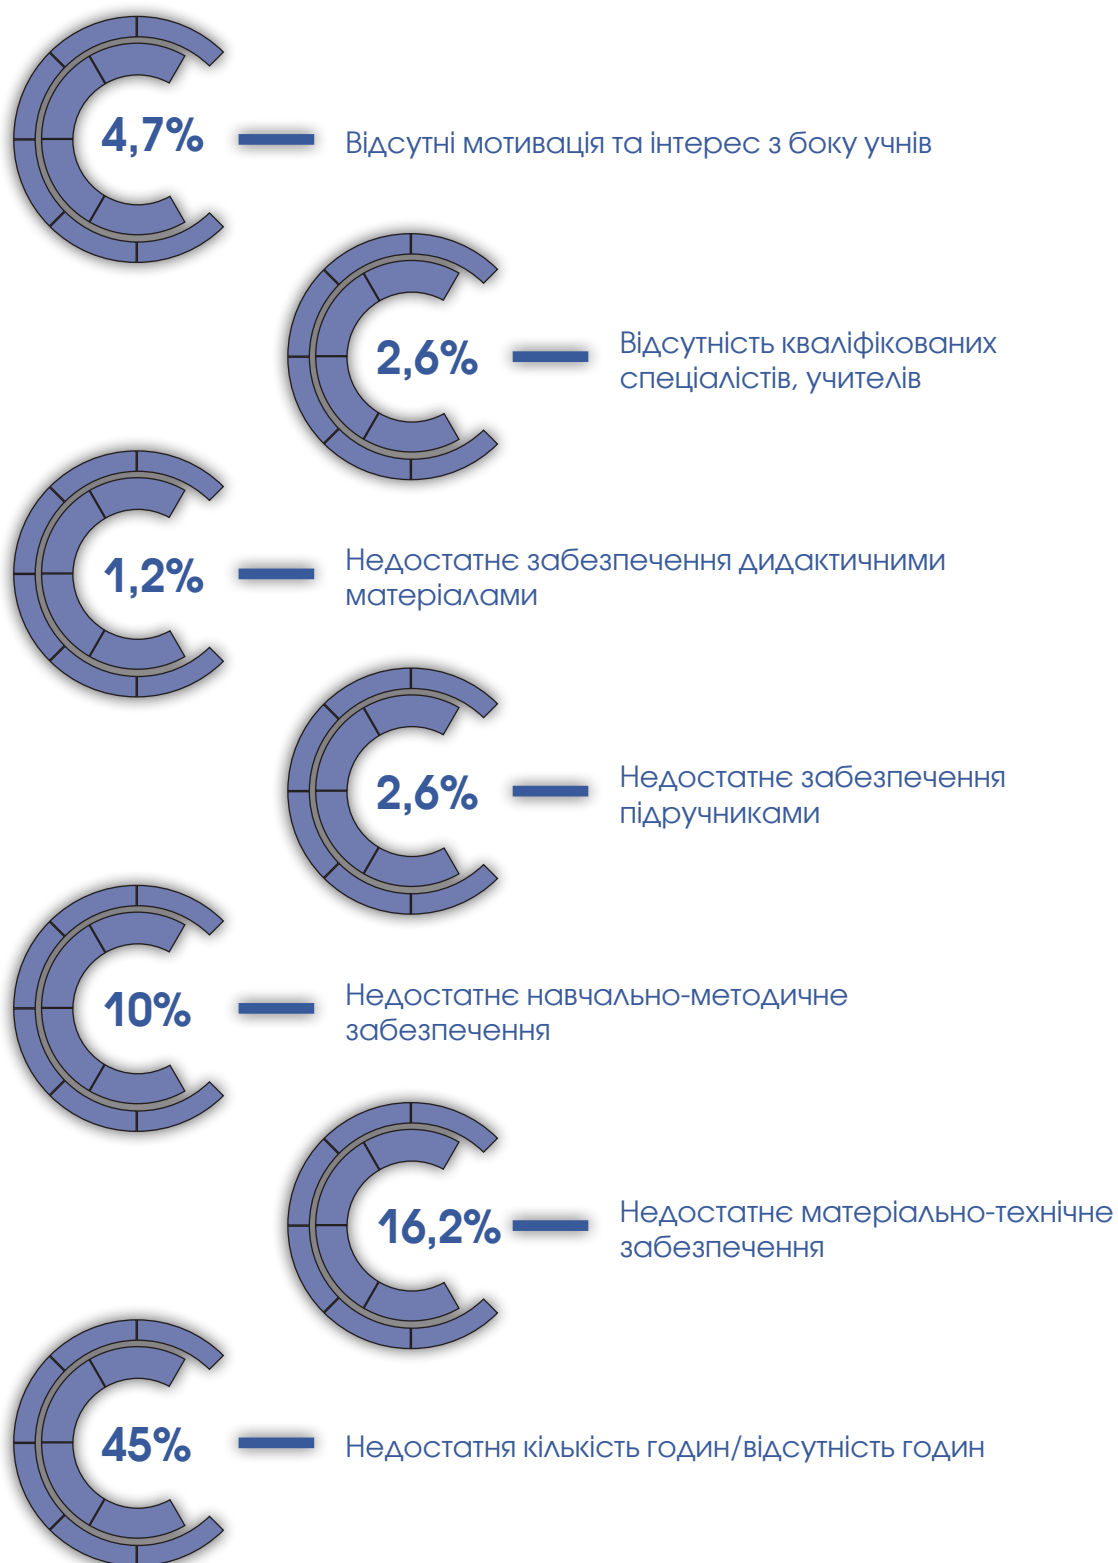 4,7%
Відсутні мотивація та інтерес з боку учнів
2,6%
Відсутність кваліфікованих
спеціалістів, учителів
1,2%
Недостатнє забезпечення дидактичними
матеріалами
2,6%
Недостатнє забезпечення
підручниками
10%
Недостатнє навчально-методичне
забезпечення
16,2%
Недостатнє матеріально-технічне
забезпечення
45%
Недостатня кількість годин/відсутність годин